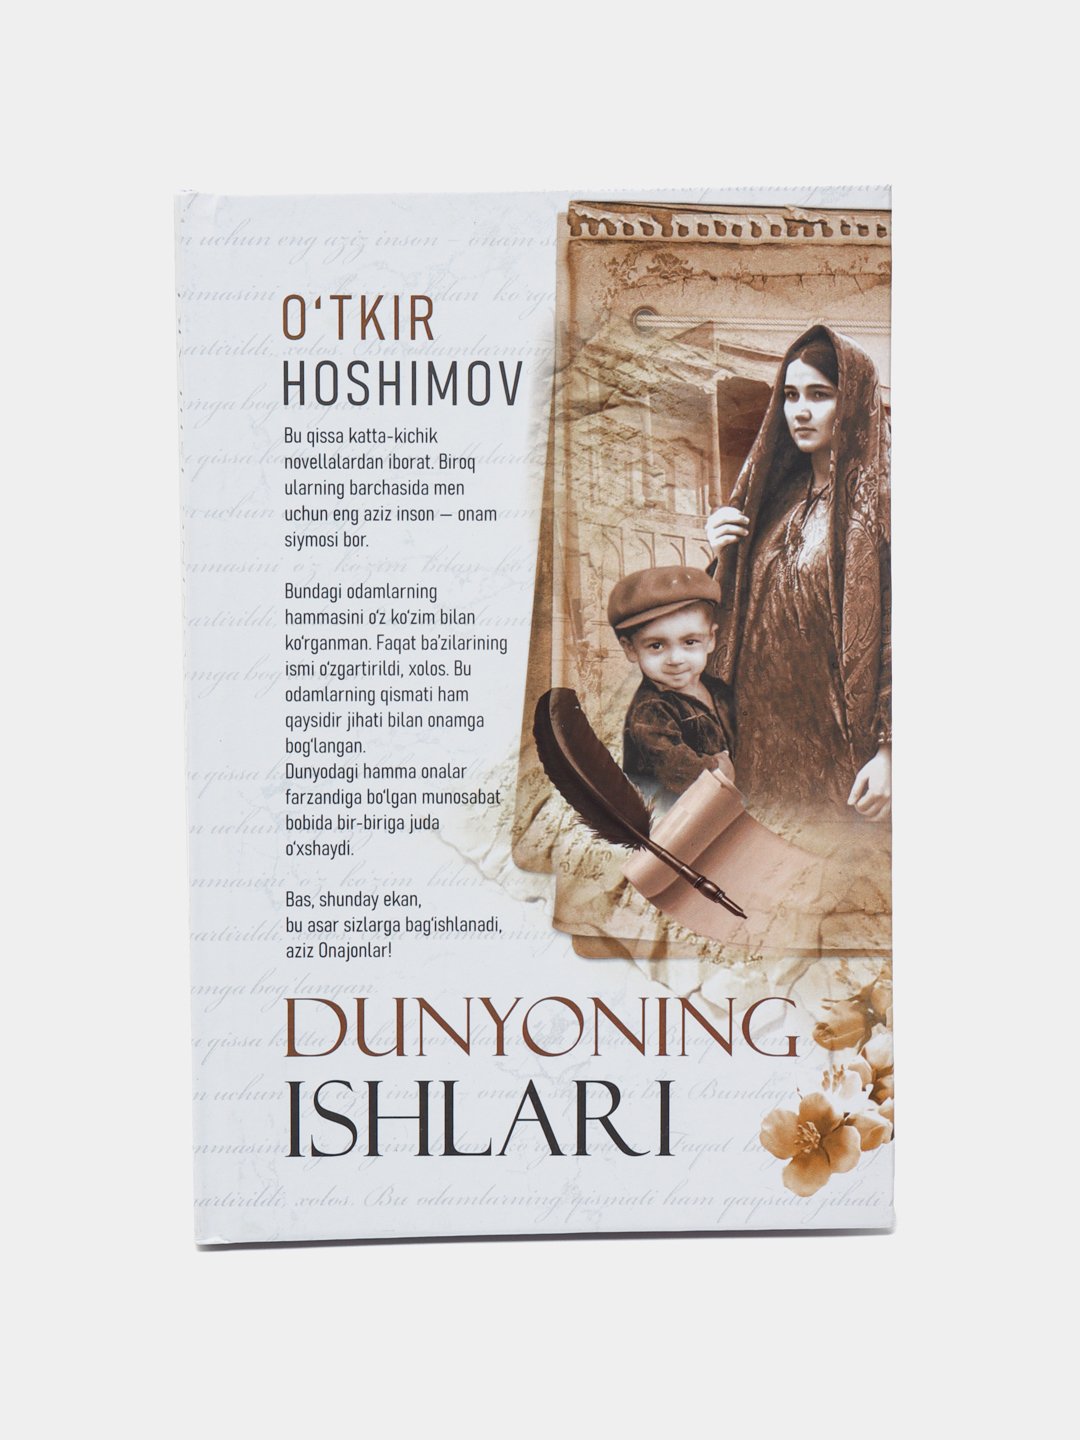 O‘TKIR
HOSHIMOV
Bu qissa katta-kichik
novellalardan iborat. Biroq
ularning barchasida men
uchun eng aziz inson — onam
siymosi bor.
Bundagi odamlarning
hammasini o‘z ko‘zim bilan
ko‘rganman. Faqat ba’zilarining
ismi o‘zgartirildi, xolos. Bu
odamlarning qismati ham
qaysidir jihati bilan onamga
bog‘langan.
Dunyodagi hamma onalar
farzandiga bo‘lgan munosabat
bobida bir-biriga juda
o‘xshaydi.
Bas, shunday ekan,
bu asar sizlarga bag‘ishlanadi,
aziz Onajonlar!
DUNYONING
ISHLARI